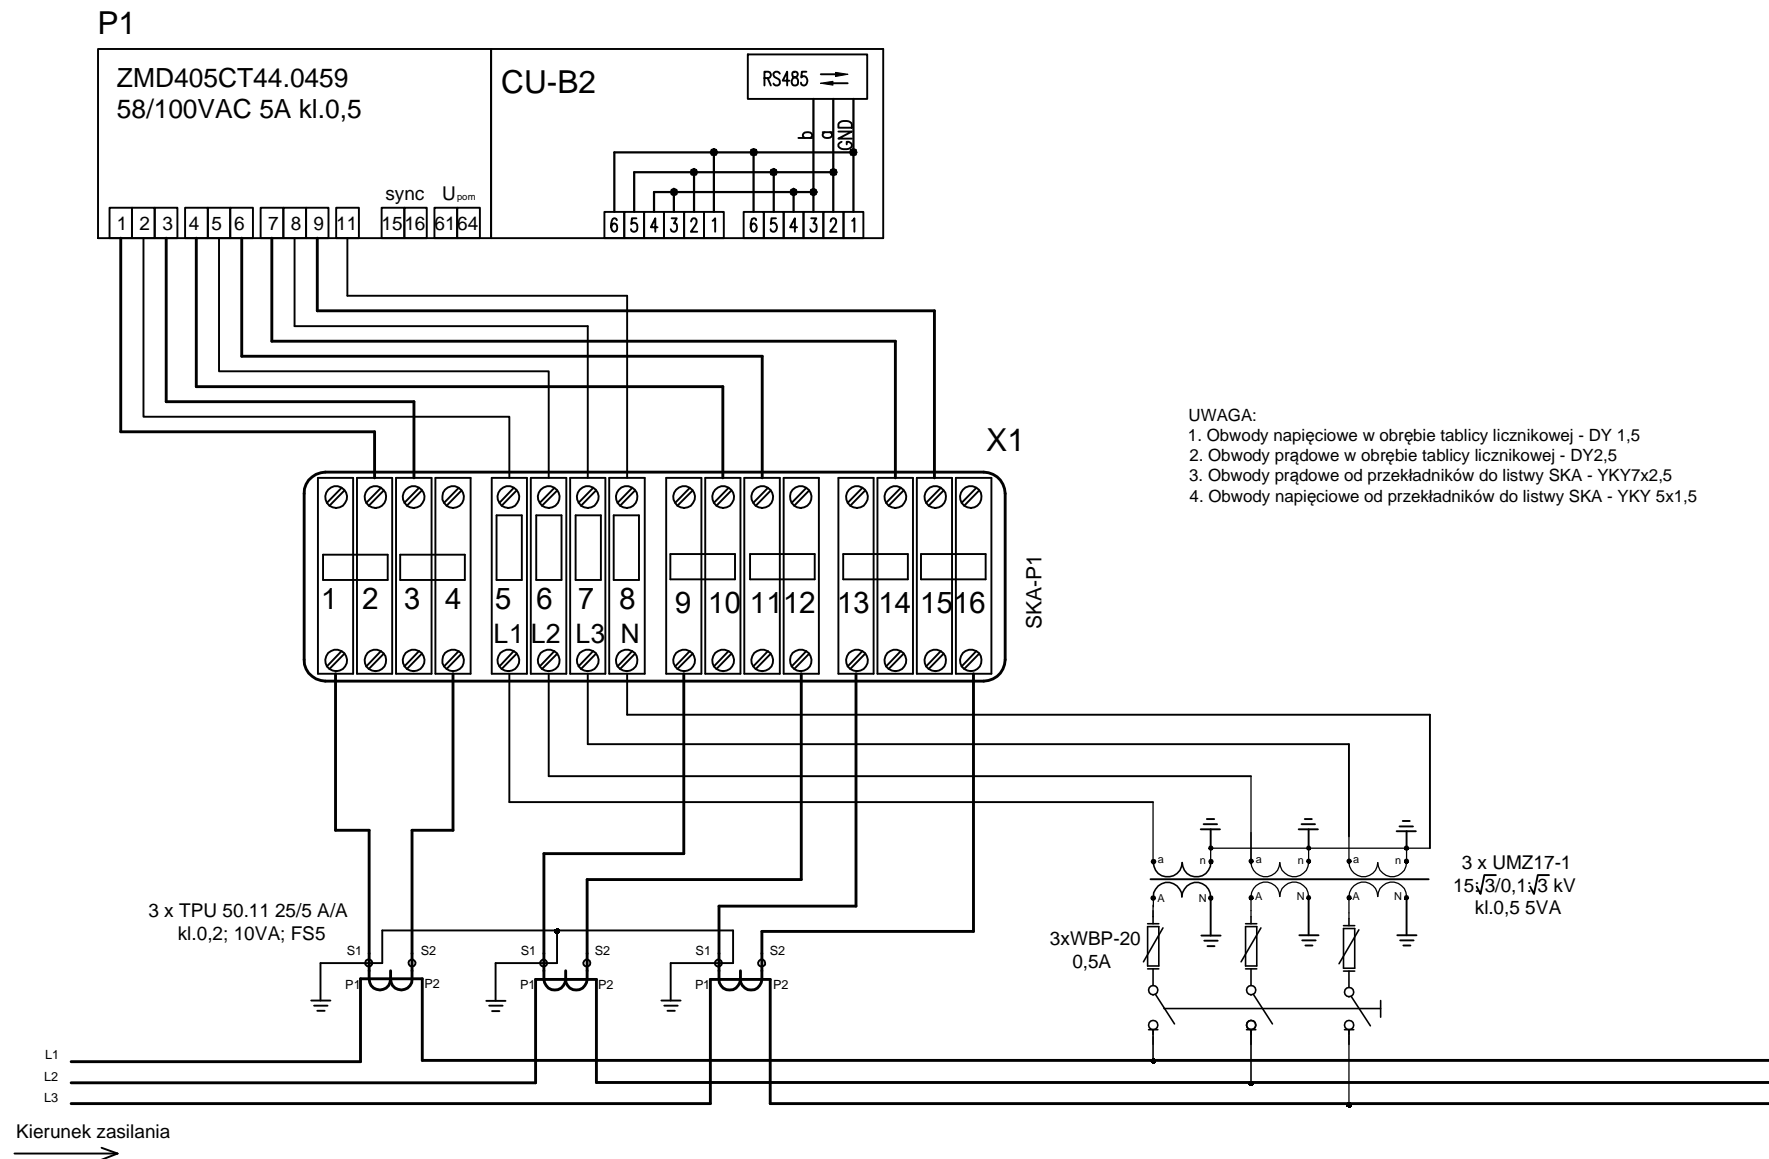 P1
ZMD405CT44.0459
58/100VAC 5A kl.0,5
CU-B2
RS485
b a GND
sync Upom
1 2 3 4 5 6 7 8 9 11 15 16 61 64
6 5 4 3 2 1 6 5 4 3 2 1
X1
UWAGA:
1. Obwody napięciowe w obrębie tablicy licznikowej - DY 1,5
2. Obwody prądowe w obrębie tablicy licznikowej - DY2,5
3. Obwody prądowe od przekładników do listwy SKA - YKY7x2,5
4. Obwody napięciowe od przekładników do listwy SKA - YKY 5x1,5
1 2 3 4 5 6 7 8 9 10 11 12 13 14 15 16
L1 L2 L3 N
SKA-P1
3 x TPU 50.11 25/5 A/A
kl.0,2; 10VA; FS5
S1 S2 S1 S2 S1 S2
P1 P2 P1 P2 P1 P2
a n a n a n
A N A N A N
3 x UMZ17-1
15:√3/0,1:√3 kV
kl.0,5 5VA
3xWBP-20
0,5A
L1
L2
L3
Kierunek zasilania